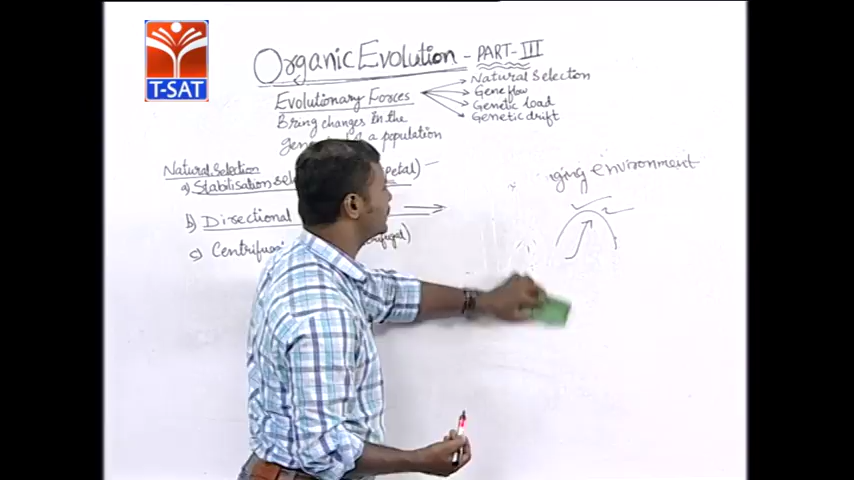 T-SAT
Organic Evolution - PART-III
Evolutionary Forces
Natural Selection
Gene flow
Genetic load
Genetic drift
Bring changes in the
a population
Natural Selection
a) Stabilisation petal)
b) Directional
c)
ging environment